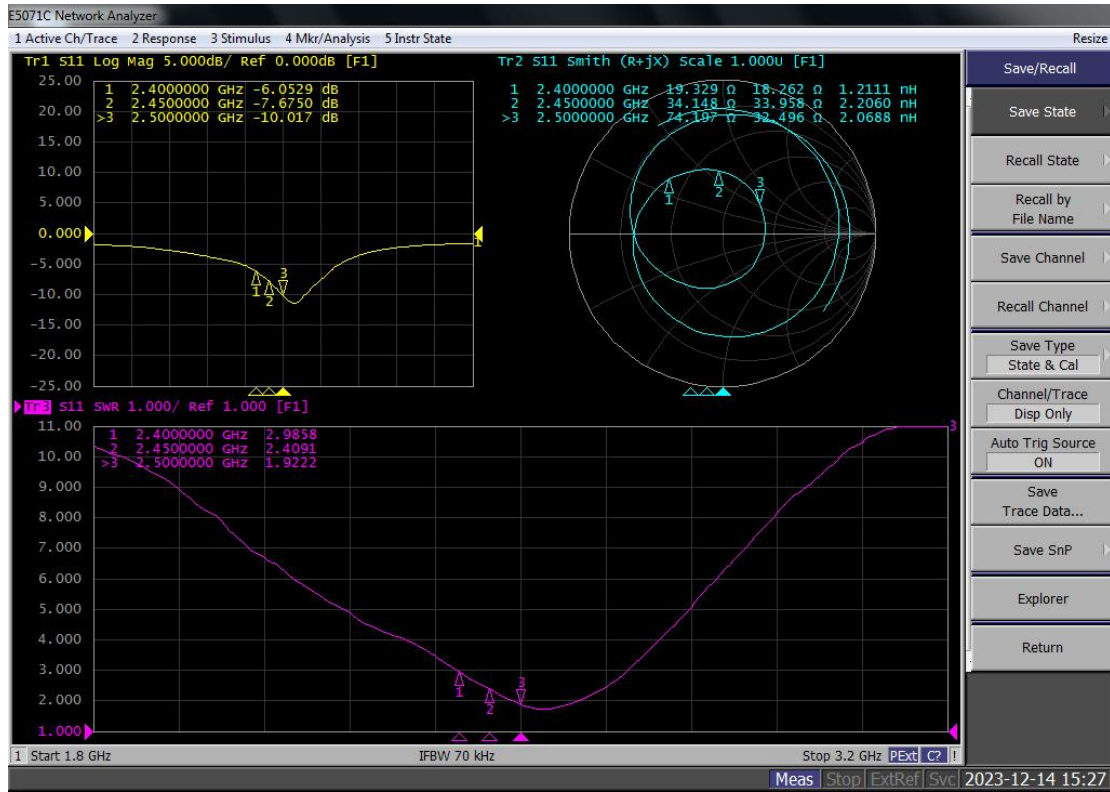 E5071C Network Analyzer
1 Active Ch/Trace 2 Response 3 Stimulus 4 Mkr/Analysis 5 Instr State Resize
Tr1 S11 Log Mag 5.000dB/ Ref 0.000dB [F1]
25.00
20.00
15.00
10.00
5.000
0.000
-5.000
-10.00
-15.00
-20.00
-25.00
1 2.4000000 GHz -6.0529 dB
2 2.4500000 GHz -7.6750 dB
>3 2.5000000 GHz -10.017 dB
1
2
3
1
Tr2 S11 Smith (R+jX) Scale 1.000U [F1]
1 2.4000000 GHz 19.329 Ω 18.262 Ω 1.2111 nH
2 2.4500000 GHz 34.148 Ω 33.958 Ω 2.2060 nH
>3 2.5000000 GHz 74.197 Ω 32.496 Ω 2.0688 nH
1
2
3
Tr3 S11 SWR 1.000/ Ref 1.000 [F1]
11.00
10.00
9.000
8.000
7.000
6.000
5.000
4.000
3.000
2.000
1.000
1 2.4000000 GHz 2.9858
2 2.4500000 GHz 2.4091
>3 2.5000000 GHz 1.9222
1
2
3
3
1 Start 1.8 GHz IFBW 70 kHz Stop 3.2 GHz PExt C? !
Meas Stop ExtRef Svc 2023-12-14 15:27
Save/Recall
Save State
Recall State
Recall by
File Name
Save Channel
Recall Channel
Save Type
State & Cal
Channel/Trace
Disp Only
Auto Trig Source
ON
Save
Trace Data...
Save SnP
Explorer
Return